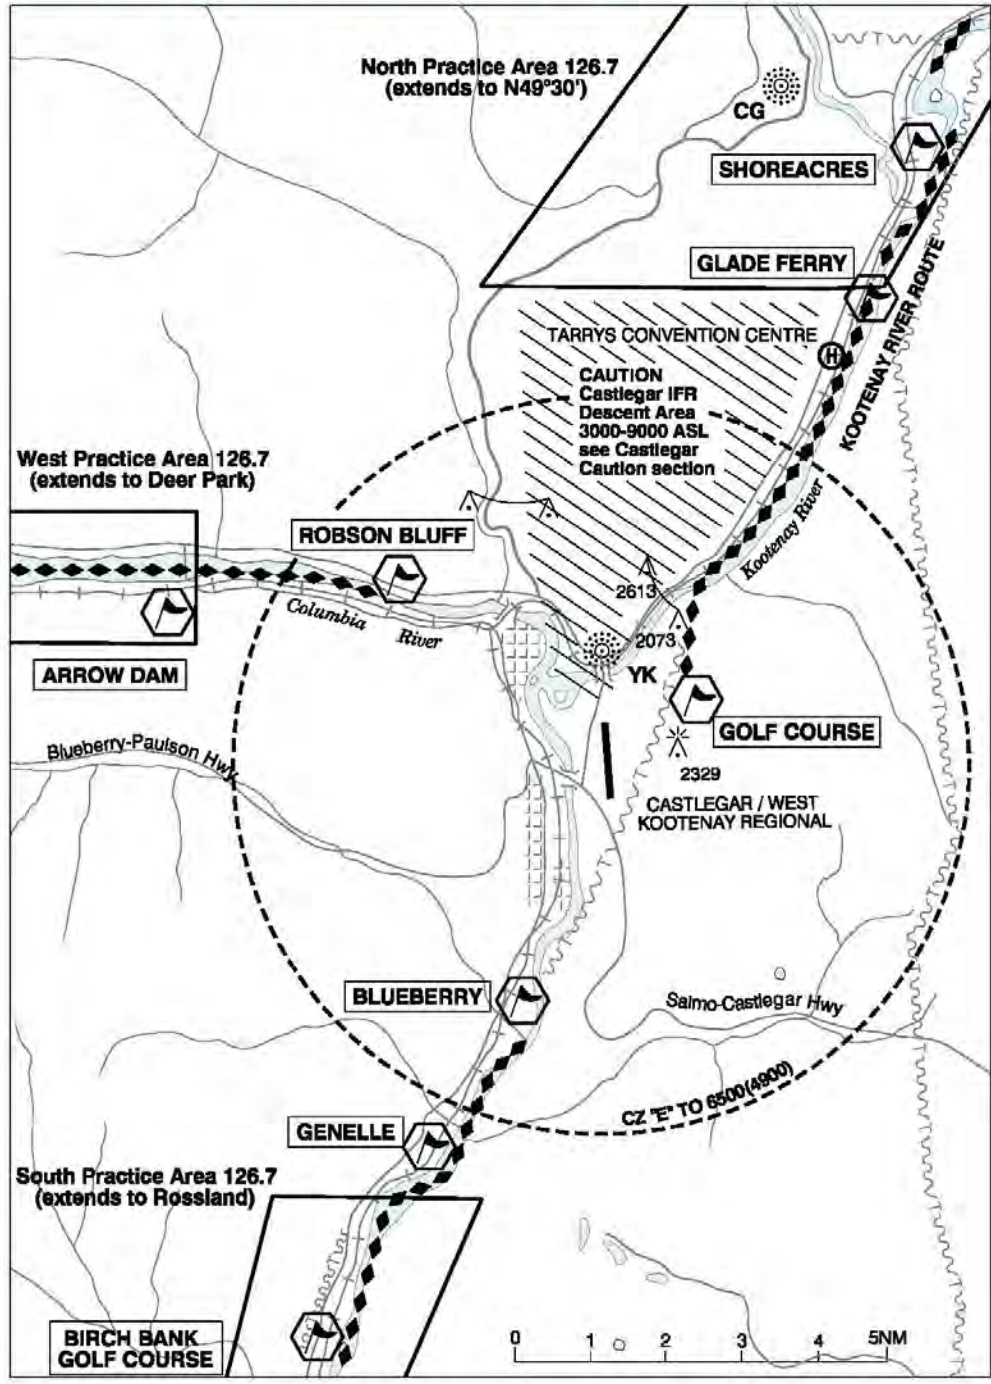 North Practice Area 126.7
(extends to N49°30')
CG
SHOREACRES
GLADE FERRY
KOOTENAY RIVER ROUTE
TARRYS CONVENTION CENTRE
H
CAUTION
Castlegar IFR
Descent Area
3000-9000 ASL
see Castlegar
Caution section
West Practice Area 126.7
(extends to Deer Park)
ROBSON BLUFF
Kootenay River
2613
Columbia River
2073
YK
ARROW DAM
GOLF COURSE
Blueberry-Paulson Hwy
2329
CASTLEGAR / WEST
KOOTENAY REGIONAL
BLUEBERRY
Salmo-Castlegar Hwy
CZ "E" TO 6500(4900)
GENELLE
South Practice Area 126.7
(extends to Rossland)
BIRCH BANK
GOLF COURSE
0 1 2 3 4 5NM